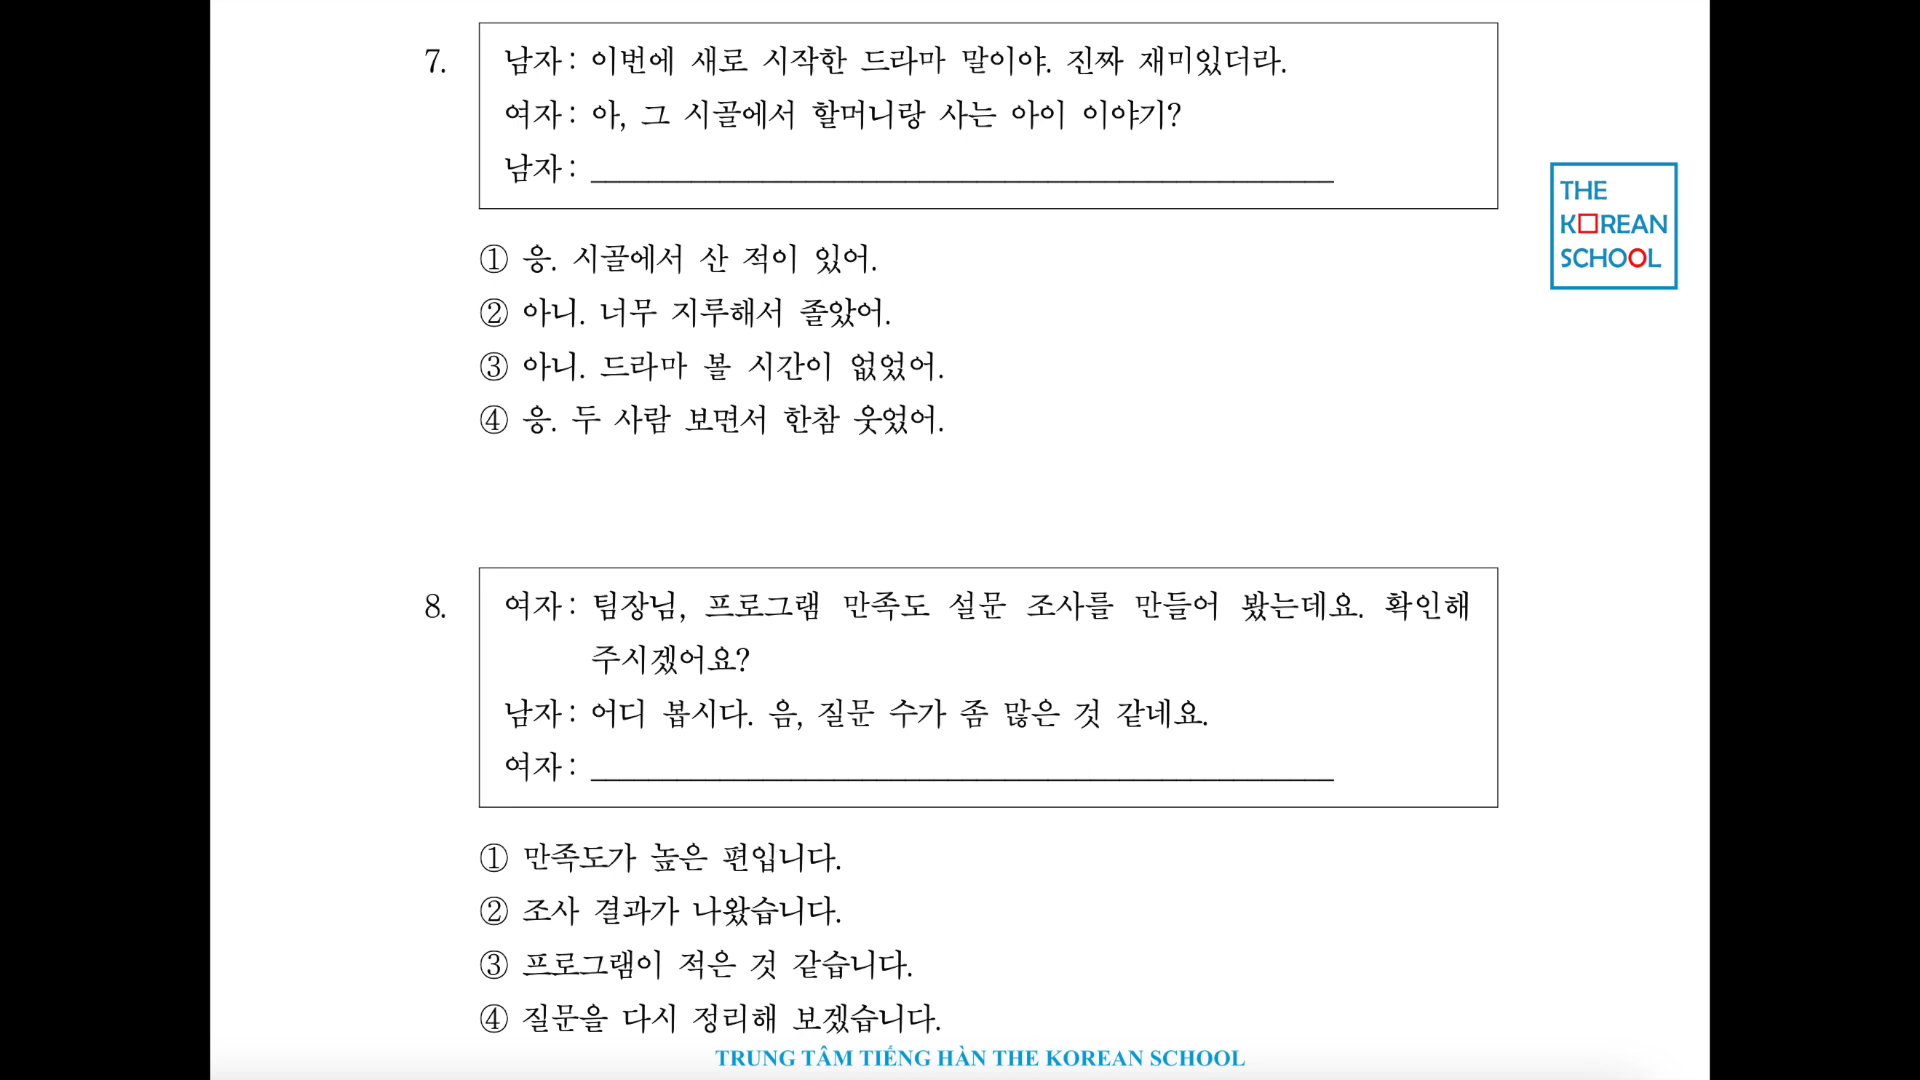 7.
남자 : 이번에 새로 시작한 드라마 말이야. 진짜 재미있더라.
여자 : 아, 그 시골에서 할머니랑 사는 아이 이야기?
남자 : ____________________
① 응. 시골에서 산 적이 있어.
② 아니. 너무 지루해서 졸았어.
③ 아니. 드라마 볼 시간이 없었어.
④ 응. 두 사람 보면서 한참 웃었어.
THE
KOREAN
SCHOOL
8.
여자 : 팀장님, 프로그램 만족도 설문 조사를 만들어 봤는데요. 확인해
주시겠어요?
남자 : 어디 봅시다. 음, 질문 수가 좀 많은 것 같네요.
여자 : ____________________
① 만족도가 높은 편입니다.
② 조사 결과가 나왔습니다.
③ 프로그램이 적은 것 같습니다.
④ 질문을 다시 정리해 보겠습니다.
TRUNG TÂM TIẾNG HÀN THE KOREAN SCHOOL